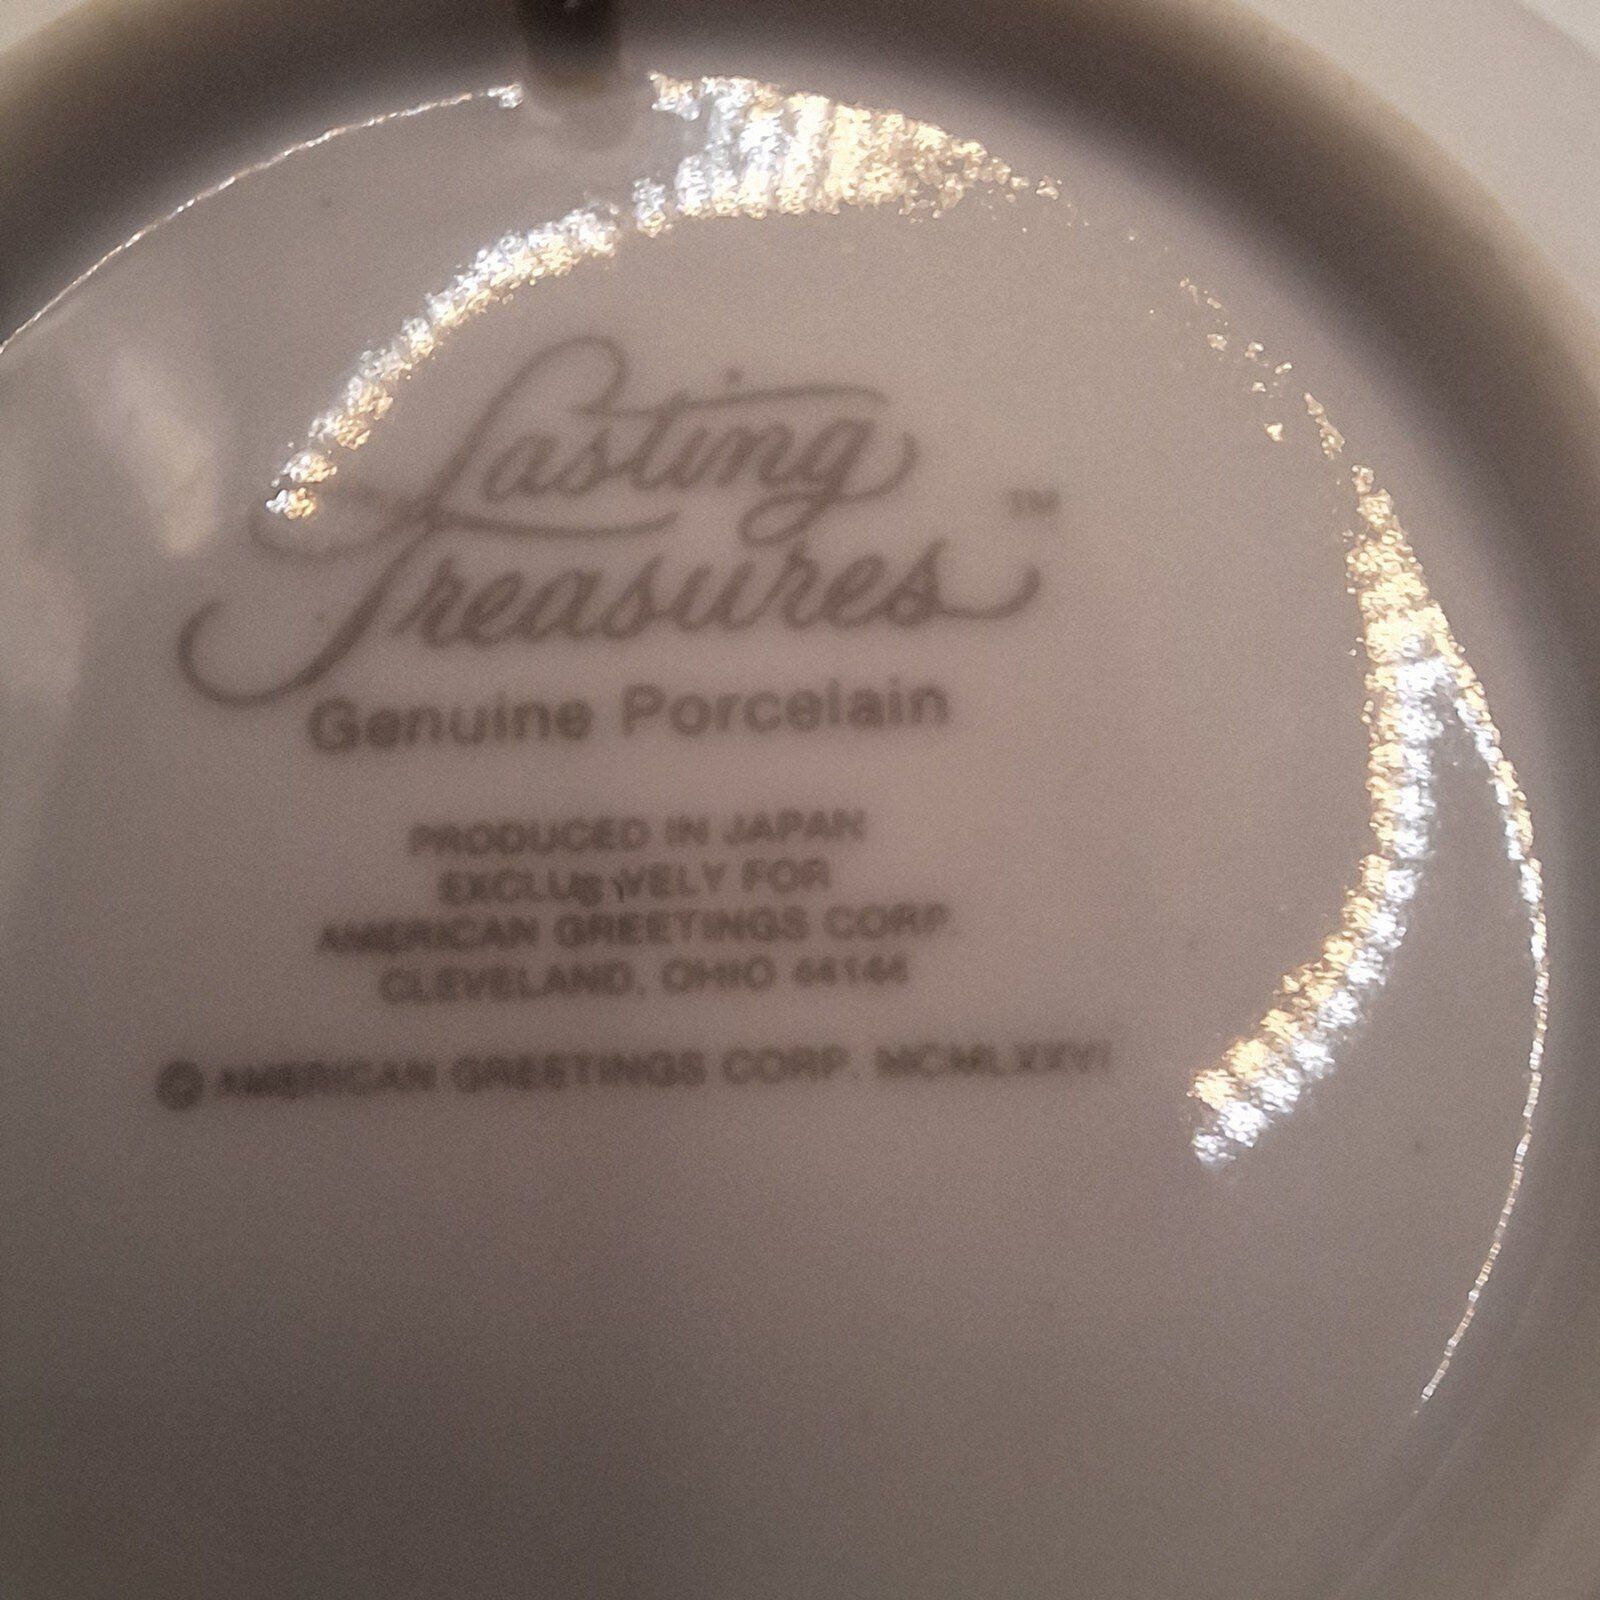 Lasting
Treasures™
Genuine Porcelain
PRODUCED IN JAPAN
EXCLUSIVELY FOR
AMERICAN GREETINGS CORP.
CLEVELAND, OHIO 44144
© AMERICAN GREETINGS CORP. MCMLXXVI